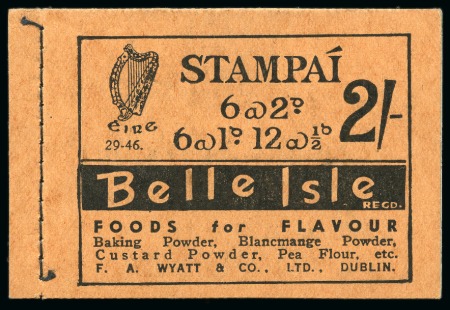 STAMPAÍ
6 @ 2ᴰ.
6 @ 1ᴰ. 12 @ ½ᴰ
2/-
éire
29-46.
Belle Isle
REGD.
FOODS for FLAVOUR
Baking Powder, Blancmange Powder,
Custard Powder, Pea Flour, etc.
F. A. WYATT & CO., LTD., DUBLIN.